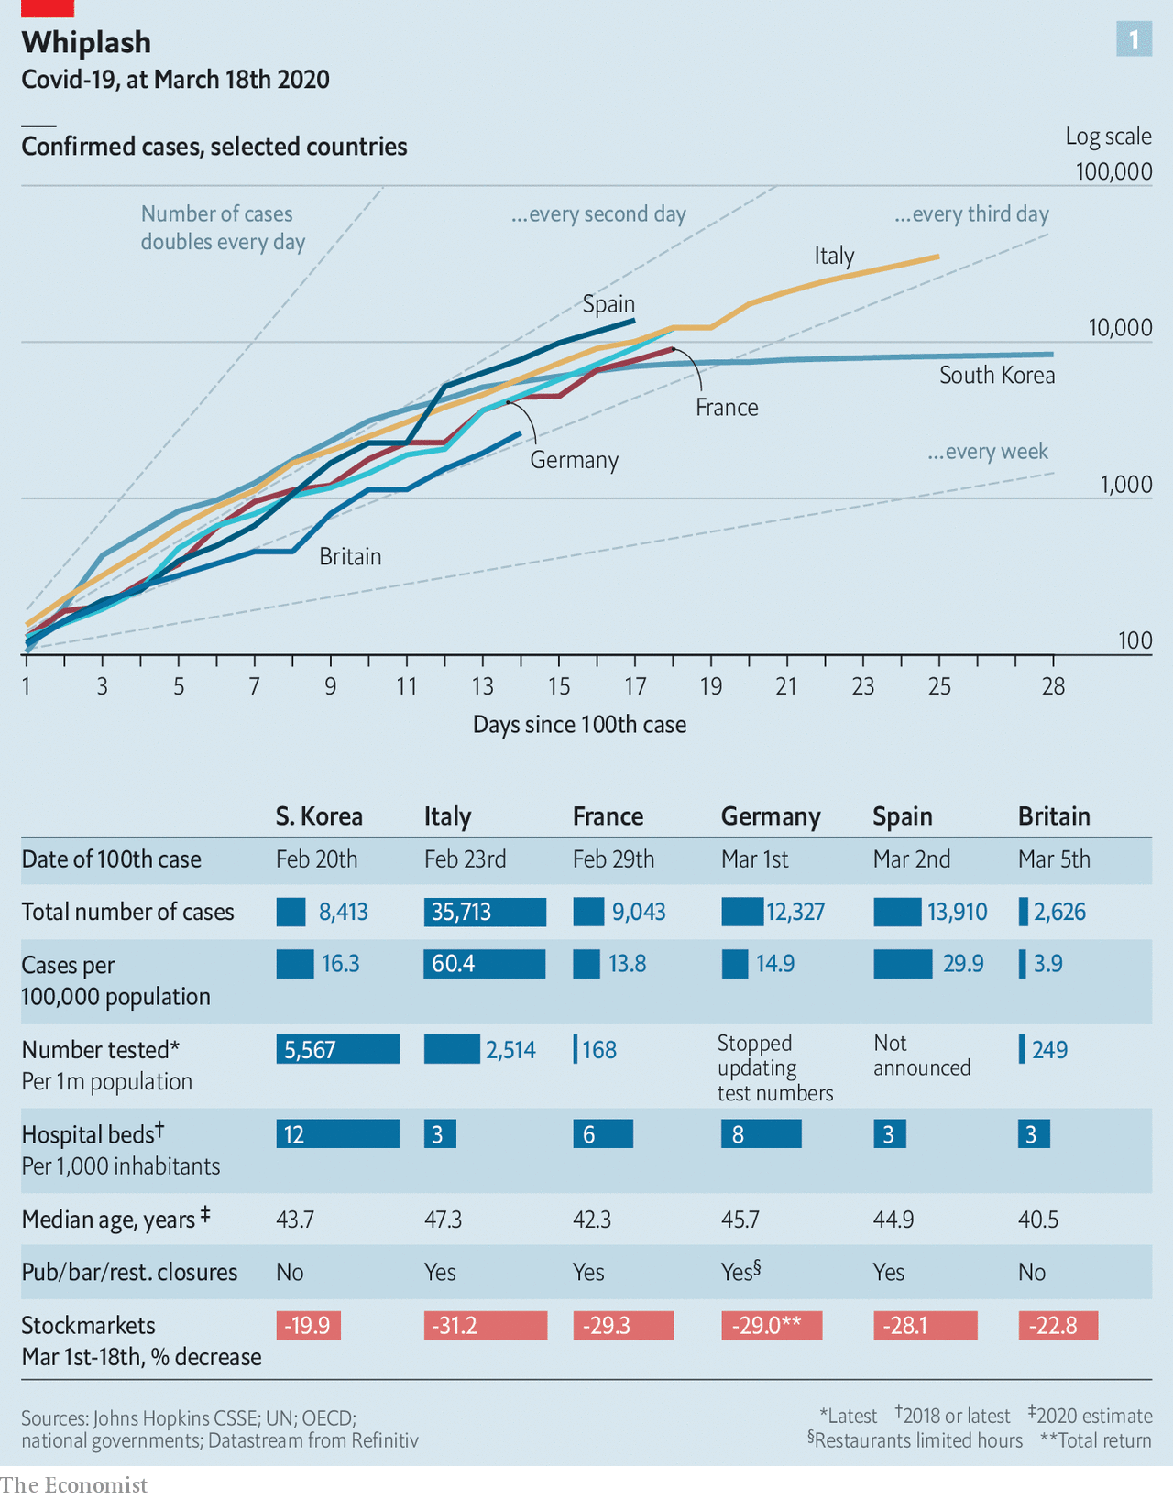 Whiplash
1
Covid-19, at March 18th 2020
Confirmed cases, selected countries
Log scale
100,000
Number of cases
doubles every day
...every second day
...every third day
Italy
Spain
10,000
South Korea
France
...every week
Germany
1,000
Britain
100
1 3 5 7 9 11 13 15 17 19 21 23 25 28
Days since 100th case
S. Korea Italy France Germany Spain Britain
Date of 100th case Feb 20th Feb 23rd Feb 29th Mar 1st Mar 2nd Mar 5th
Total number of cases 8,413 35,713 9,043 12,327 13,910 2,626
Cases per
100,000 population
16.3 60.4 13.8 14.9 29.9 3.9
Number tested*
Per 1m population
5,567 2,514 168
Stopped
updating
test numbers
Not
announced
249
Hospital beds†
Per 1,000 inhabitants
12 3 6 8 3 3
Median age, years ‡ 43.7 47.3 42.3 45.7 44.9 40.5
Pub/bar/rest. closures No Yes Yes Yes§ Yes No
Stockmarkets
Mar 1st-18th, % decrease
-19.9 -31.2 -29.3 -29.0** -28.1 -22.8
Sources: Johns Hopkins CSSE; UN; OECD;
national governments; Datastream from Refinitiv
*Latest †2018 or latest ‡2020 estimate
§Restaurants limited hours **Total return
The Economist